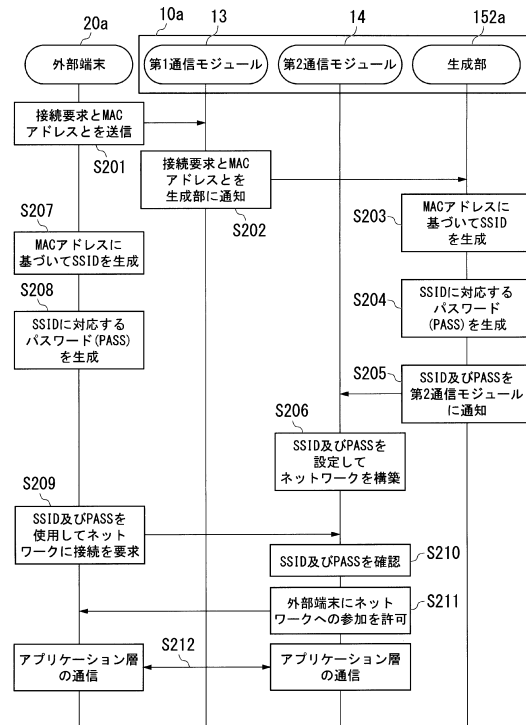 10a
20a
13
14
152a
外部端末
第1通信モジュール
第2通信モジュール
生成部
接続要求とMAC
アドレスとを送信
S201
接続要求とMAC
アドレスとを
生成部に通知
S202
S203
MACアドレスに
基づいてSSID
を生成
S207
MACアドレスに
基づいてSSIDを生成
S204
SSIDに対応する
パスワード
(PASS)を生成
S208
SSIDに対応する
パスワード(PASS)
を生成
S205
SSID及びPASSを
第2通信モジュール
に通知
S206
SSID及びPASSを
設定して
ネットワークを構築
S209
SSID及びPASSを
使用してネット
ワークに接続を要求
SSID及びPASSを確認
S210
外部端末にネット
ワークへの参加を許可
S211
S212
アプリケーション層
の通信
アプリケーション層
の通信